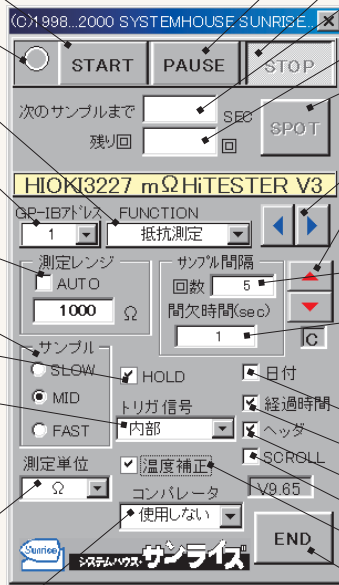 (C)1998...2000 SYSTEMHOUSE SUNRISE...
START PAUSE STOP
次のサンプルまで SEC
残り回 回
SPOT
HIOKI3227 mΩHiTESTER V3
GP-IBｱﾄﾞﾚｽ FUNCTION
1 抵抗測定
測定レンジ
AUTO
1000 Ω
ｻﾝﾌﾟﾙ間隔
回数 5
間欠時間(sec)
1
C
サンプル
SLOW
MID
FAST
HOLD
トリガ信号
内部
日付
経過時間
ヘッダ
SCROLL
測定単位
Ω
温度補正
コンパレータ
使用しない
V9.65
END
Sunrise ｼｽﾃﾑﾊｳｽ・サンライズ